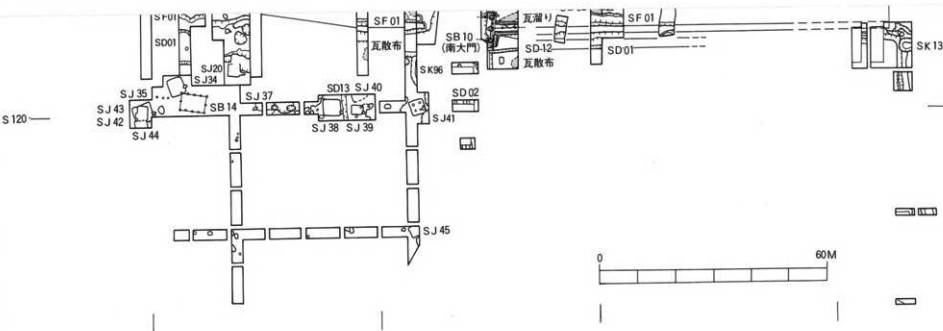 SF01
SD01
SJ20
SJ34
SJ35
SJ43
SJ42
SJ44
SB14
SJ37
SD13
SJ40
SJ38
SJ39
SF01
瓦散布
SK96
SJ41
SB10
(南大門)
SD02
瓦溜り
SD12
瓦散布
SF01
SD01
SK13
S120
SJ45
0
60M